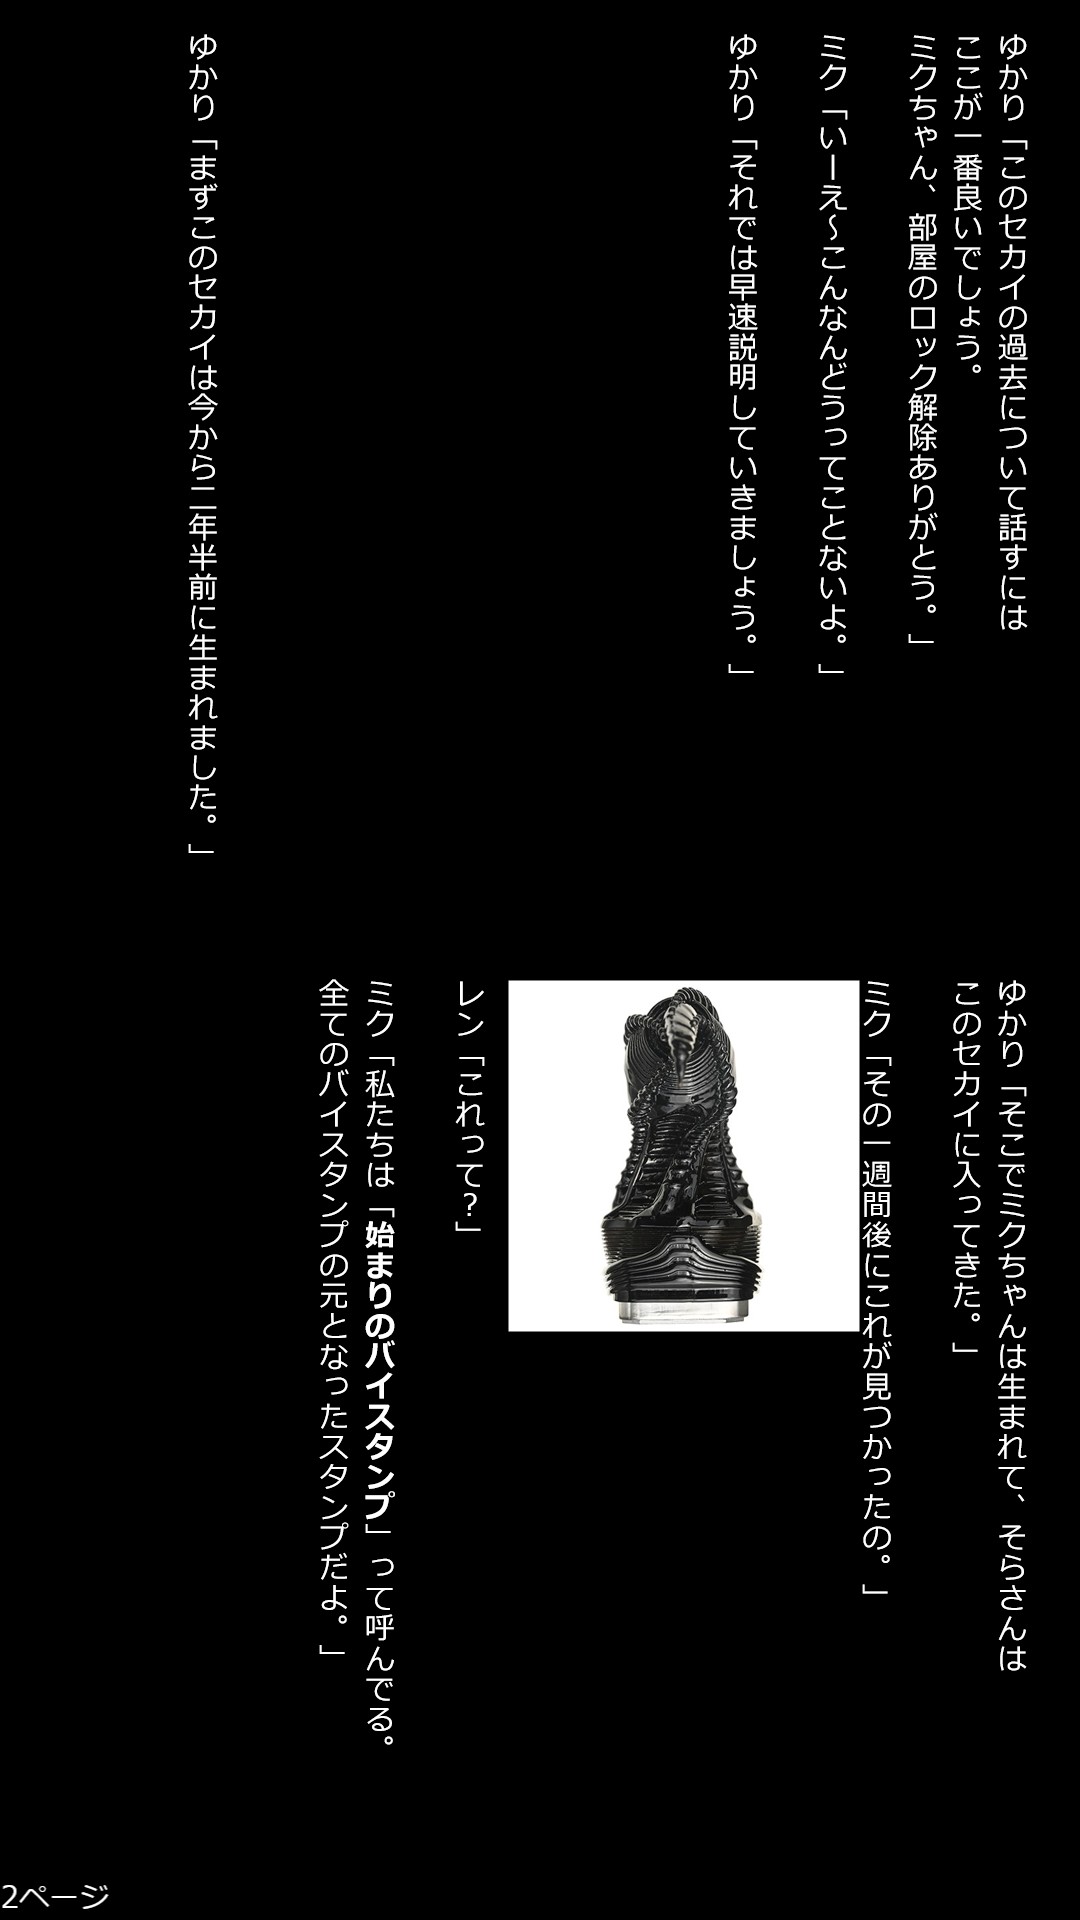 ゆかり「このセカイの過去について話すには
ここが一番良いでしょう。
ミクちゃん、部屋のロック解除ありがとう。」
ミク「いーえ～こんなんどうってことないよ。」
ゆかり「それでは早速説明していきましょう。」
ゆかり「まずこのセカイは今から二年半前に生まれました。」
ゆかり「そこでミクちゃんは生まれて、そらさんは
このセカイに入ってきた。」
ミク「その一週間後にこれが見つかったの。」
レン「これって?」
ミク「私たちは「始まりのバイスタンプ」って呼んでる。
全てのバイスタンプの元となったスタンプだよ。」
2ページ